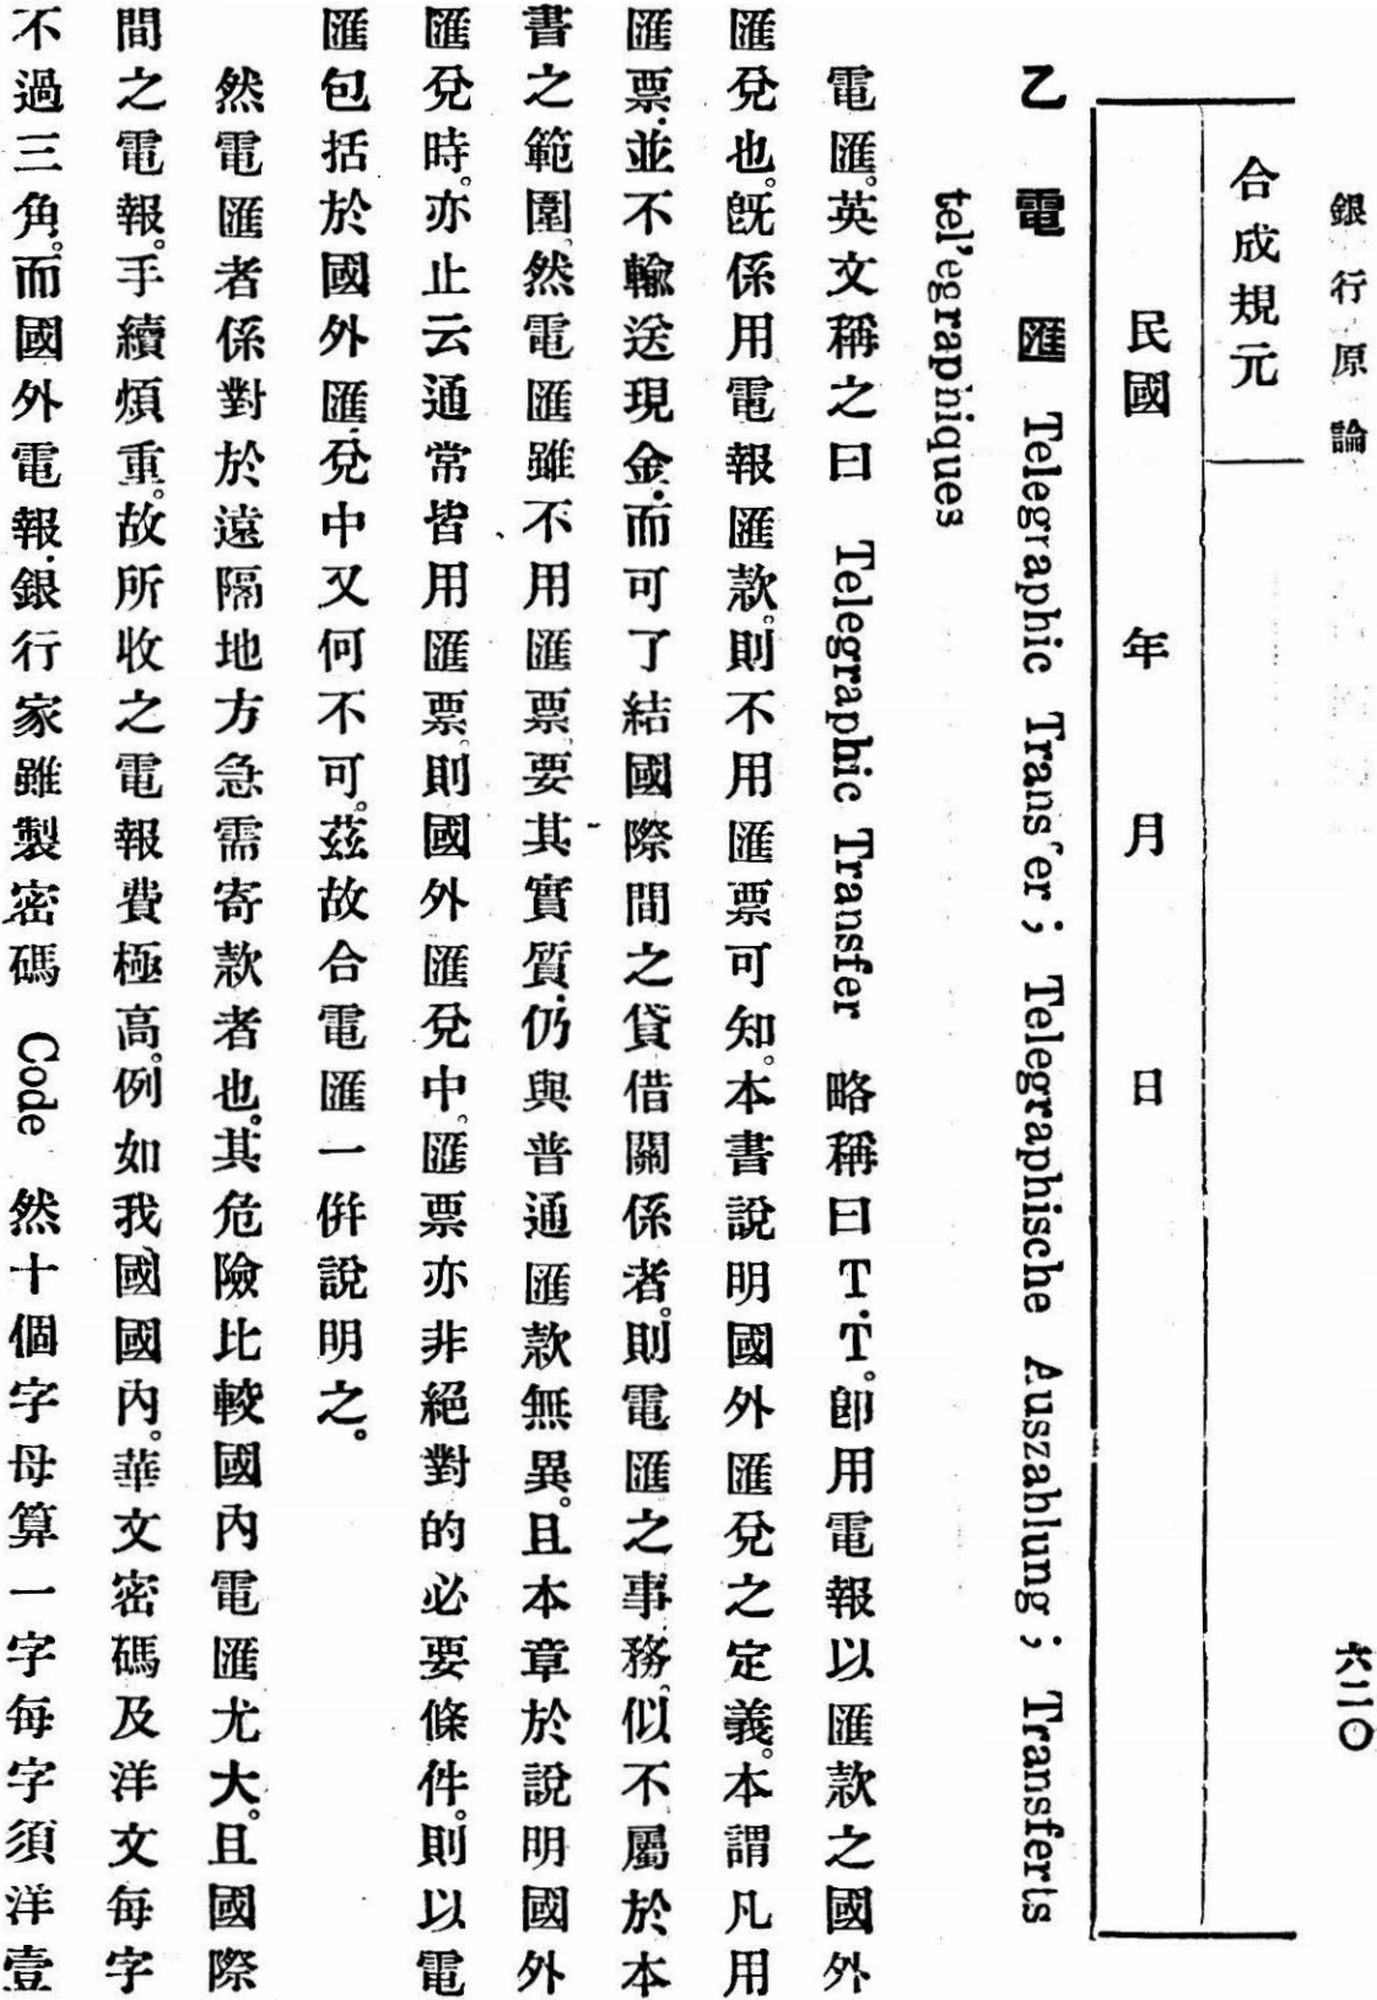 銀行原論　六二〇
合成規元
民國　年　月　日
乙　電　匯　Telegraphic Transfer; Telegraphische Auszahlung; Transferts
tel'egrapniques
電匯。英文稱之曰 Telegraphic Transfer 略稱曰T.T。卽用電報以匯款之國外
匯兌也。旣係用電報匯款。則不用匯票可知。本書說明國外匯兌之定義。本謂凡用
匯票。並不輸送現金。而可了結國際間之貸借關係者。則電匯之事務。似不屬於本
書之範圍。然電匯雖不用匯票。要其實質。仍與普通匯款無異。且本章於說明國外
匯兌時。亦止云通常皆用匯票。則國外匯兌中。匯票亦非絕對的必要條件。則以電
匯包括於國外匯兌中又何不可。茲故合電匯一倂說明之。
然電匯者係對於遠隔地方急需寄款者也。其危險比較國內電匯尤大。且國際
間之電報。手續煩重。故所收之電報費極高。例如我國國內。華文密碼及洋文每字
不過三角。而國外電報。銀行家雖製密碼 Code 然十個字母算一字每字須洋壹